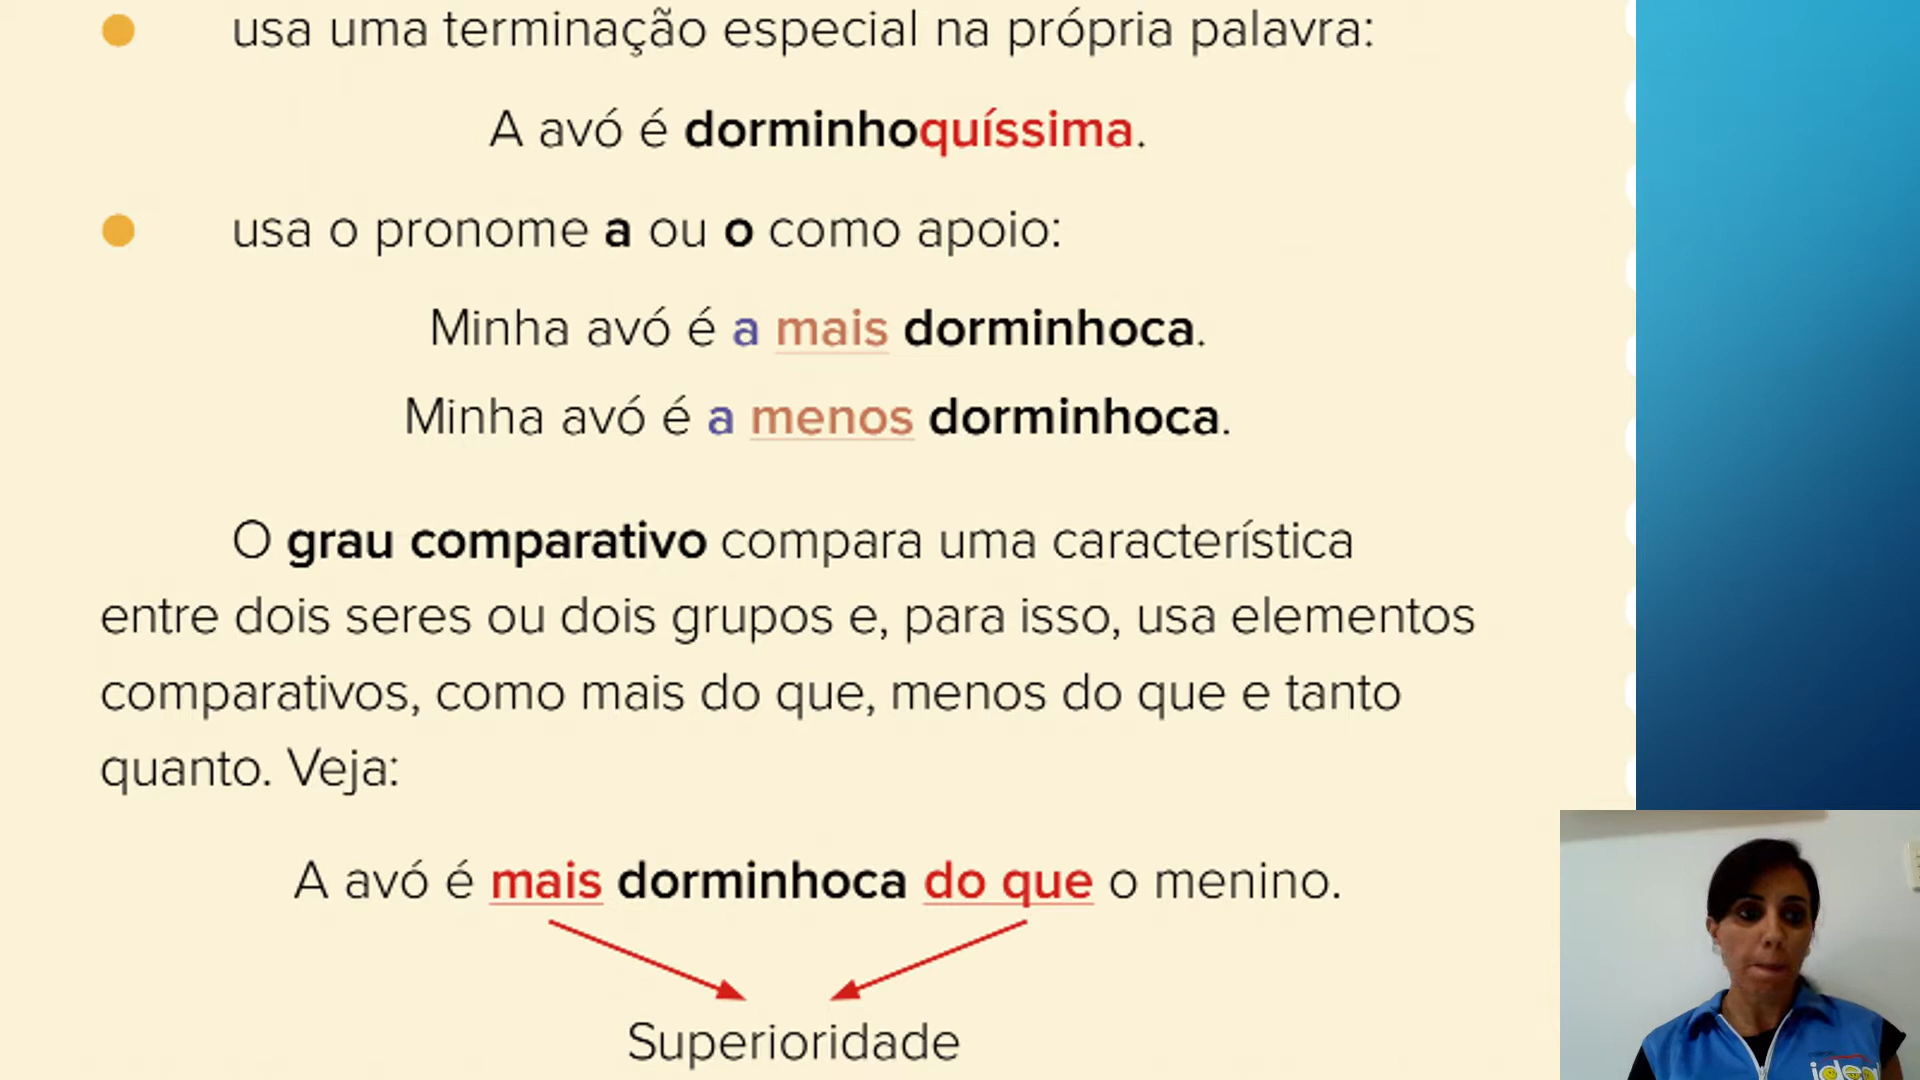 usa uma terminação especial na própria palavra:
A avó é dorminhoquíssima.
usa o pronome a ou o como apoio:
Minha avó é a mais dorminhoca.
Minha avó é a menos dorminhoca.
O grau comparativo compara uma característica
entre dois seres ou dois grupos e, para isso, usa elementos
comparativos, como mais do que, menos do que e tanto
quanto. Veja:
A avó é mais dorminhoca do que o menino.
Superioridade